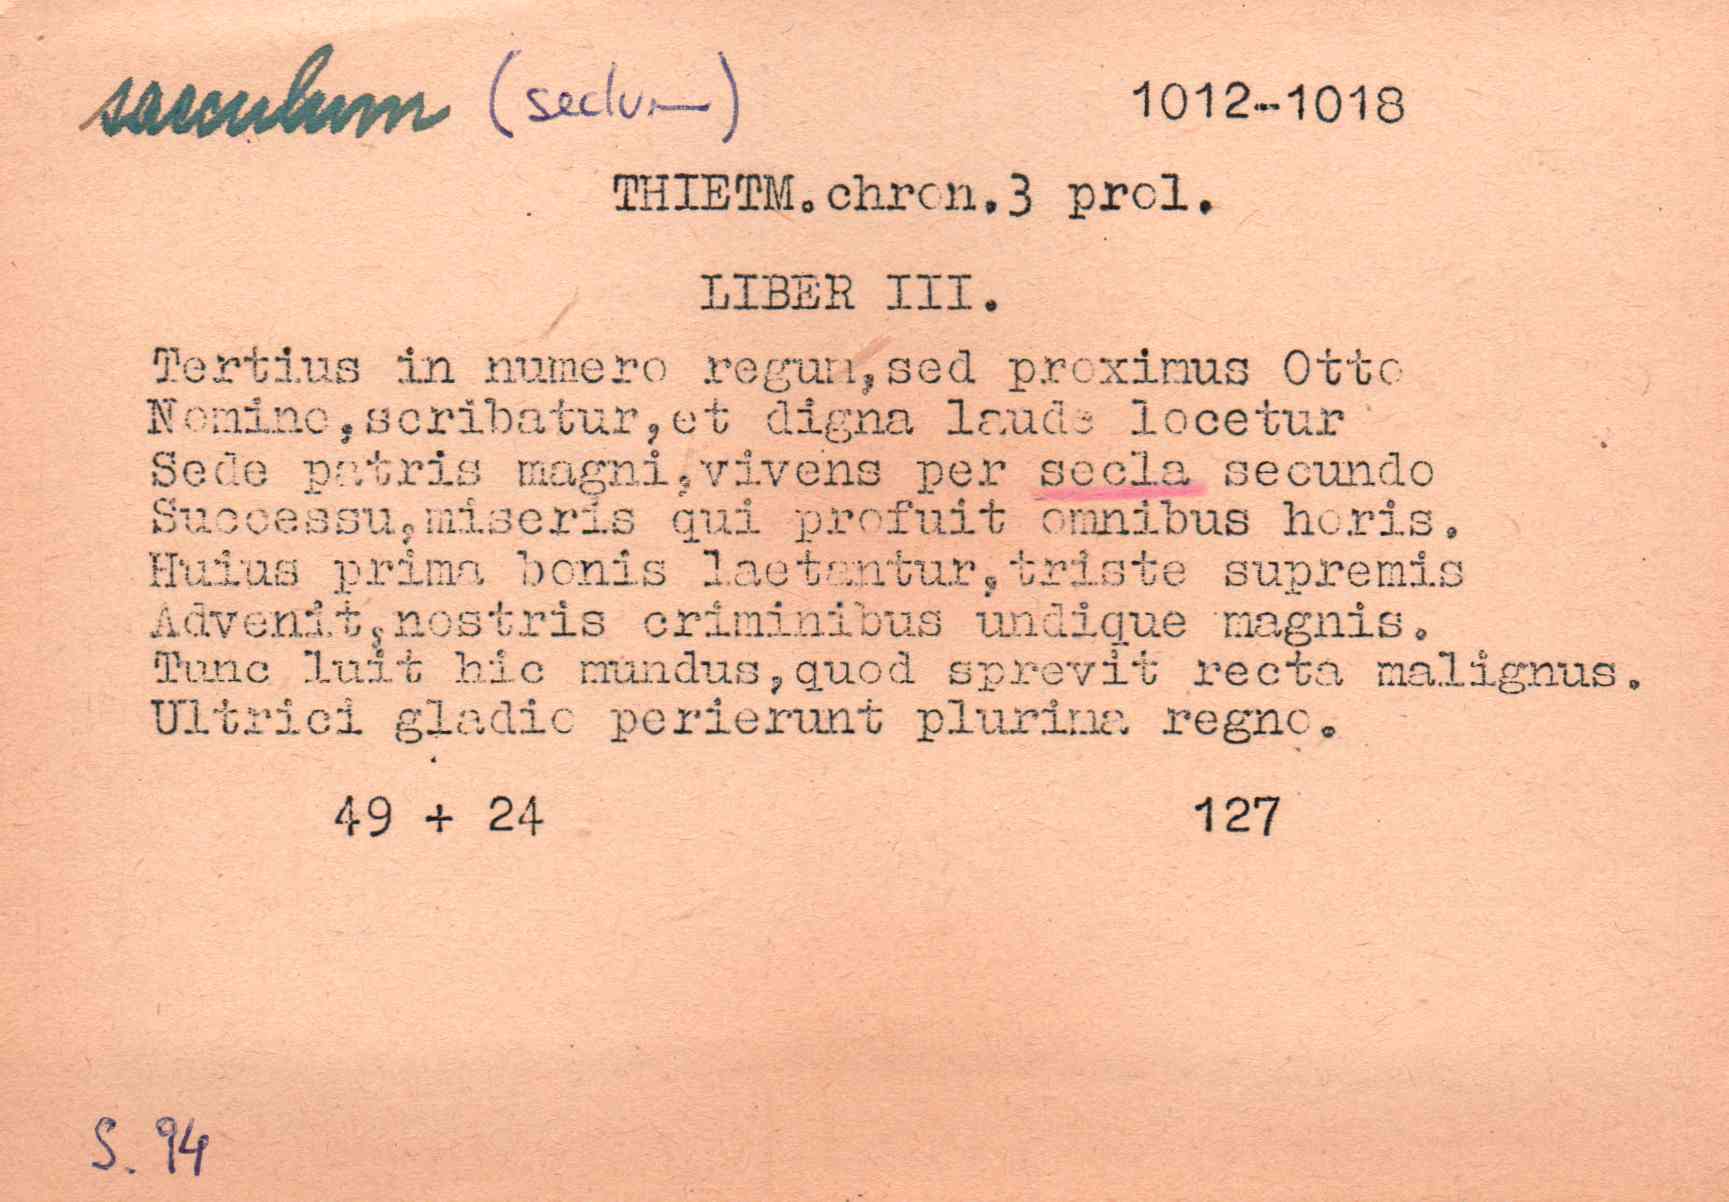 saeculum (seclum) 1012-1018
THIETM.chron.3 prol.
LIBER III.
Tertius in numero regum,sed proximus Otto
Nomine,scribatur,et digna laude locetur
Sede patris magni,vivens per secla secundo
Successu,miseris qui profuit omnibus horis.
Huius prima bonis laetantur,triste supremis
Advenit,nostris criminibus undique magnis.
Tunc luit hic mundus,quod sprevit recta malignus.
Ultrici gladio perierunt plurima regno.
49 + 24 127
S. 94